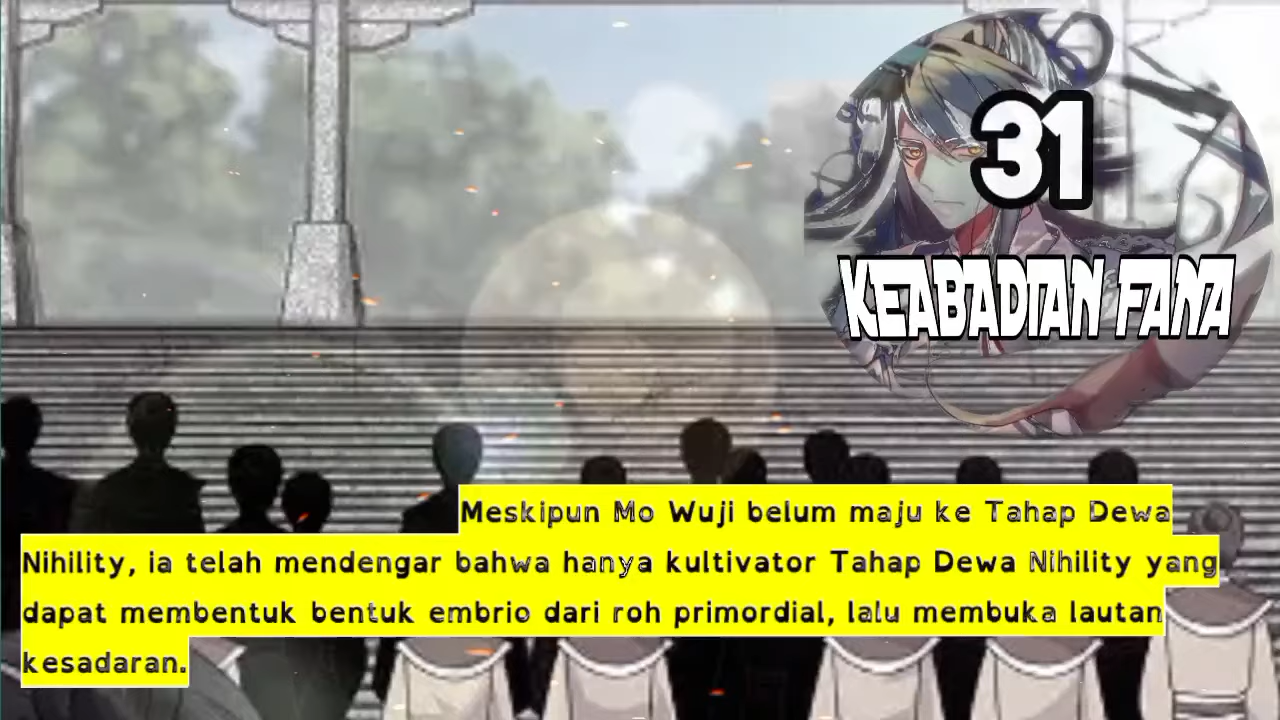 31
KEABADIAN FANA
Meskipun Mo Wuji belum maju ke Tahap Dewa
Nihility, ia telah mendengar bahwa hanya kultivator Tahap Dewa Nihility yang
dapat membentuk bentuk embrio dari roh primordial, lalu membuka lautan
kesadaran.